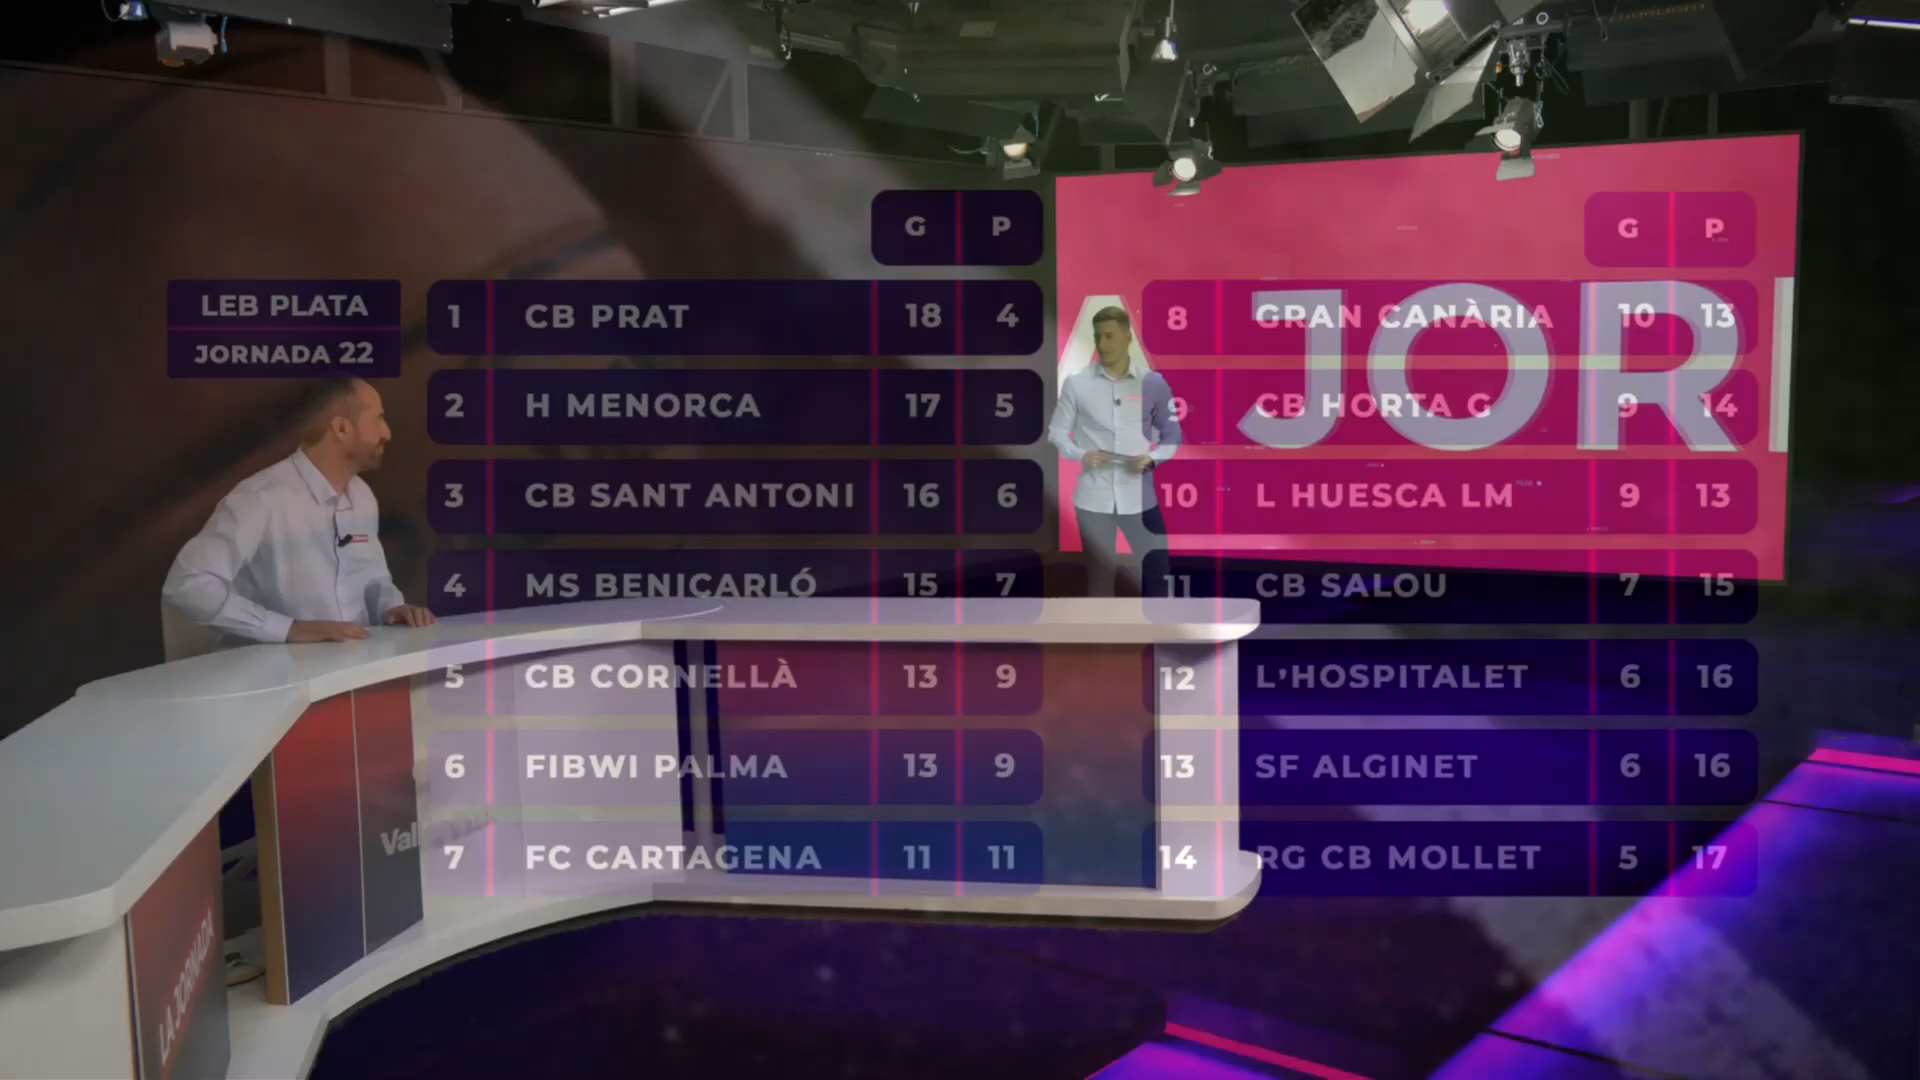 LEB PLATA
JORNADA 22
G P
1 CB PRAT 18 4
2 H MENORCA 17 5
3 CB SANT ANTONI 16 6
4 MS BENICARLÓ 15 7
5 CB CORNELLÀ 13 9
6 FIBWI PALMA 13 9
7 FC CARTAGENA 11 11
G P
8 GRAN CANÀRIA 10 13
9 CB HORTA G 9 14
10 L HUESCA LM 9 13
11 CB SALOU 7 15
12 L'HOSPITALET 6 16
13 SF ALGINET 6 16
14 RG CB MOLLET 5 17
A JOR
LA JORNADA